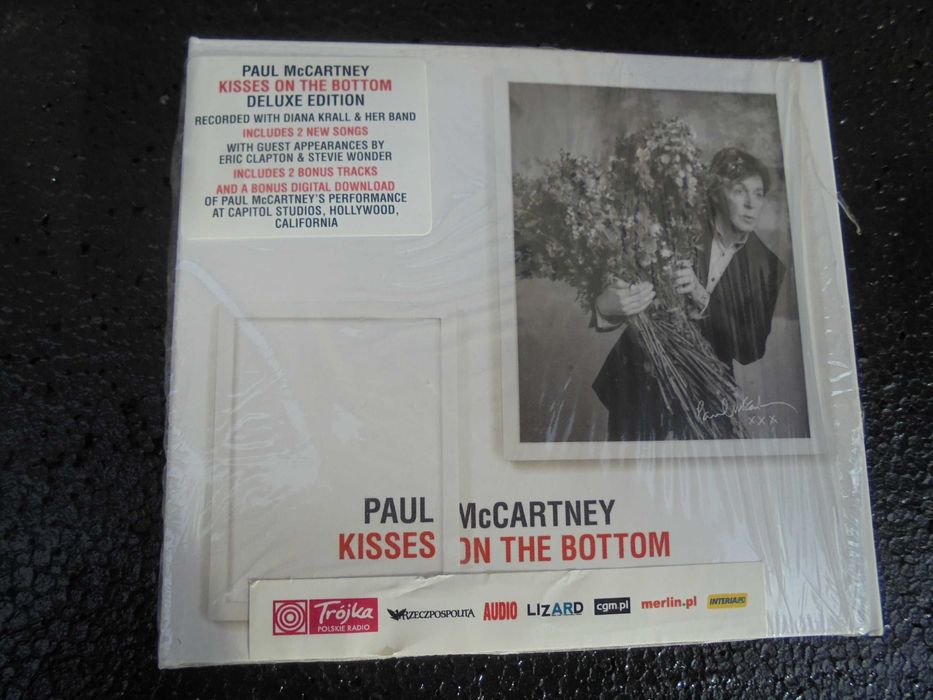 PAUL McCARTNEY
KISSES ON THE BOTTOM
DELUXE EDITION
RECORDED WITH DIANA KRALL & HER BAND
INCLUDES 2 NEW SONGS
WITH GUEST APPEARANCES BY
ERIC CLAPTON & STEVIE WONDER
INCLUDES 2 BONUS TRACKS
AND A BONUS DIGITAL DOWNLOAD
OF PAUL McCARTNEY'S PERFORMANCE
AT CAPITOL STUDIOS, HOLLYWOOD,
CALIFORNIA
XXX
PAUL McCARTNEY
KISSES ON THE BOTTOM
Trójka
POLSKIE RADIO
RZECZPOSPOLITA
AUDIO
LIZARD
cgm.pl
merlin.pl
INTERIA.PL